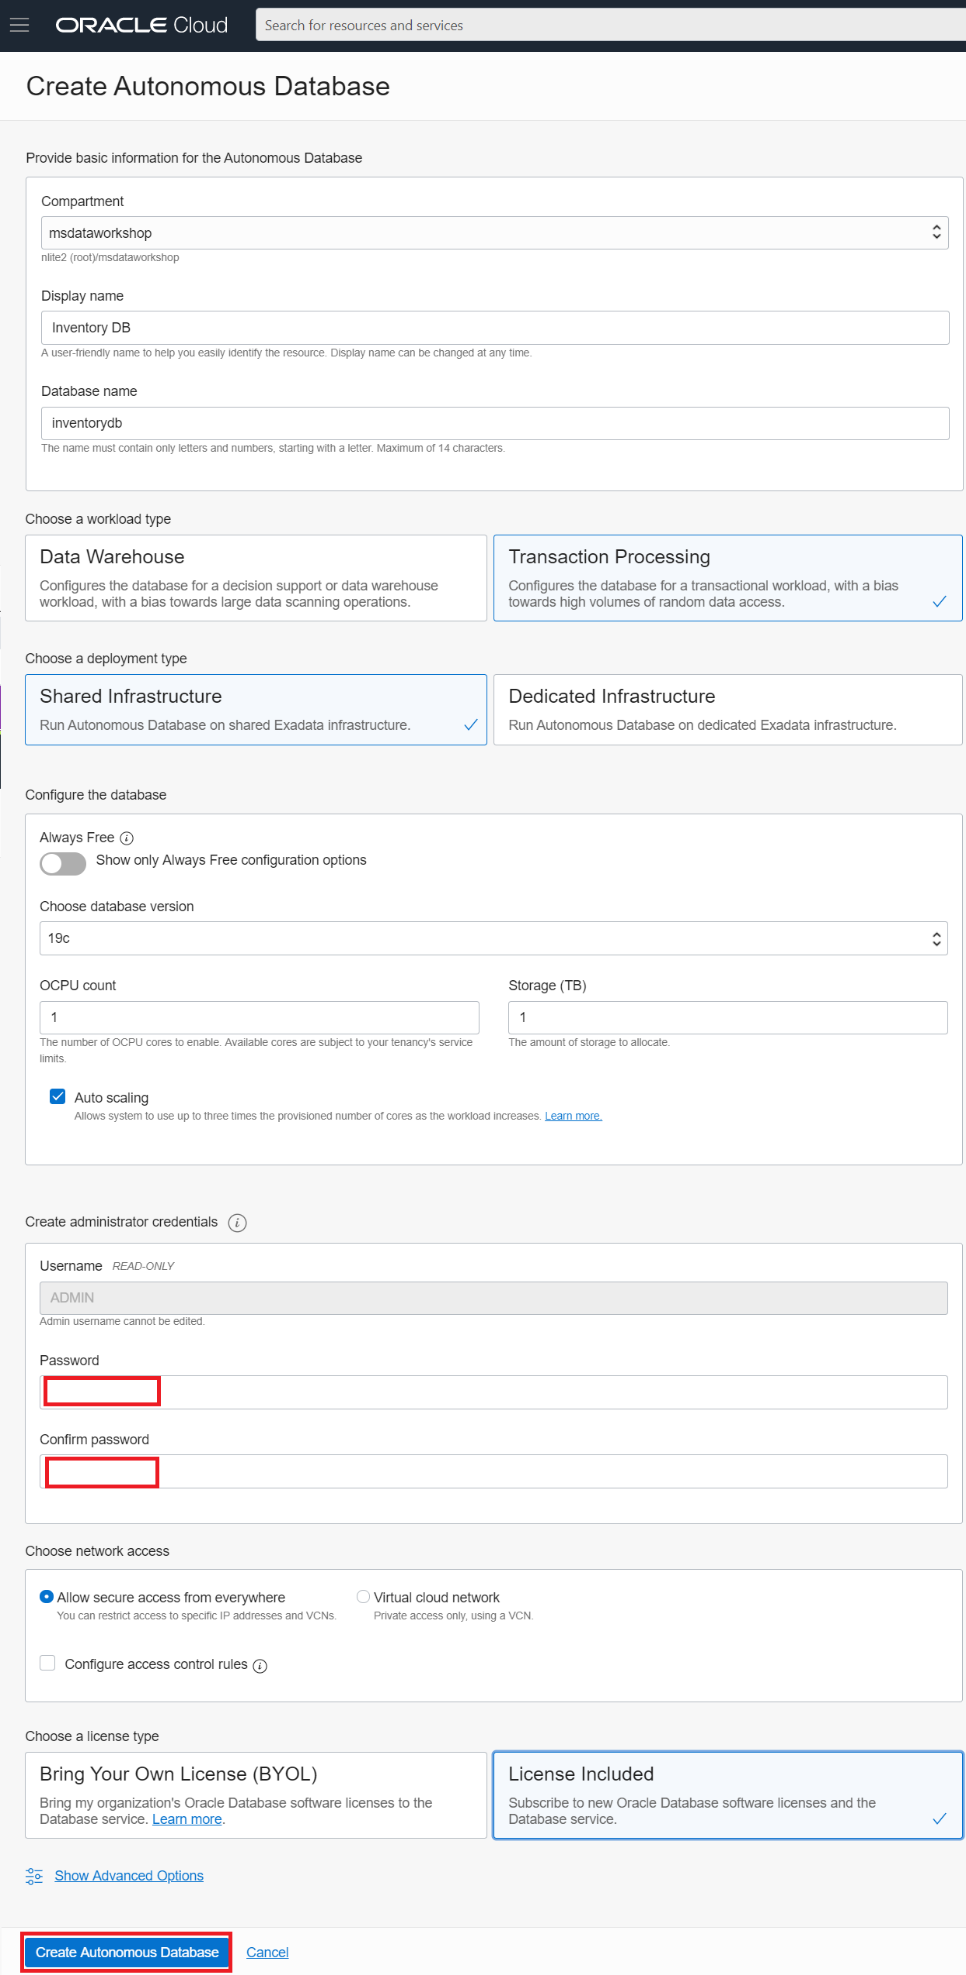 ORACLE Cloud
Search for resources and services
Create Autonomous Database
Provide basic information for the Autonomous Database
Compartment
msdataworkshop
nlite2 (root)/msdataworkshop
Display name
Inventory DB
A user-friendly name to help you easily identify the resource. Display name can be changed at any time.
Database name
inventorydb
The name must contain only letters and numbers, starting with a letter. Maximum of 14 characters.
Choose a workload type
Data Warehouse
Configures the database for a decision support or data warehouse
workload, with a bias towards large data scanning operations.
Transaction Processing
Configures the database for a transactional workload, with a bias
towards high volumes of random data access.
Choose a deployment type
Shared Infrastructure
Run Autonomous Database on shared Exadata infrastructure.
Dedicated Infrastructure
Run Autonomous Database on dedicated Exadata infrastructure.
Configure the database
Always Free
Show only Always Free configuration options
Choose database version
19c
OCPU count
1
The number of OCPU cores to enable. Available cores are subject to your tenancy's service
limits.
Storage (TB)
1
The amount of storage to allocate.
Auto scaling
Allows system to use up to three times the provisioned number of cores as the workload increases. Learn more.
Create administrator credentials
Username READ-ONLY
ADMIN
Admin username cannot be edited.
Password
Confirm password
Choose network access
Allow secure access from everywhere
You can restrict access to specific IP addresses and VCNs.
Virtual cloud network
Private access only, using a VCN.
Configure access control rules
Choose a license type
Bring Your Own License (BYOL)
Bring my organization's Oracle Database software licenses to the
Database service. Learn more.
License Included
Subscribe to new Oracle Database software licenses and the
Database service.
Show Advanced Options
Create Autonomous Database
Cancel